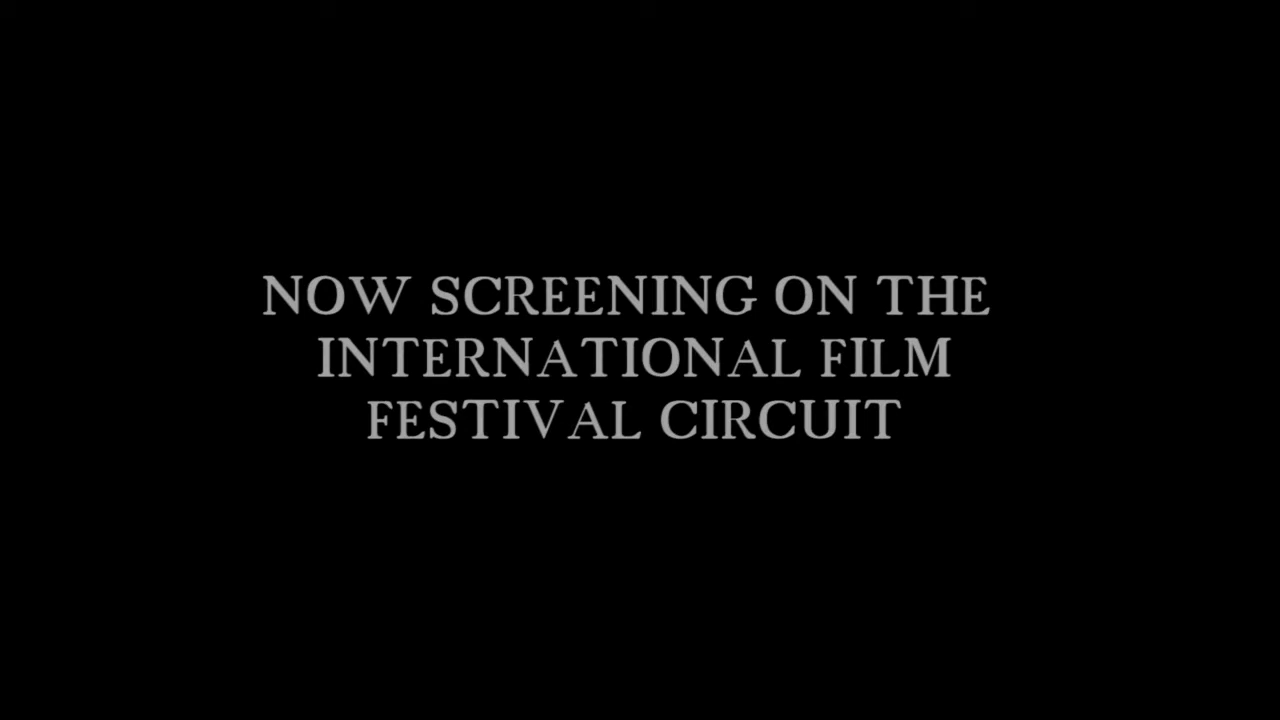 NOW SCREENING ON THE
INTERNATIONAL FILM
FESTIVAL CIRCUIT